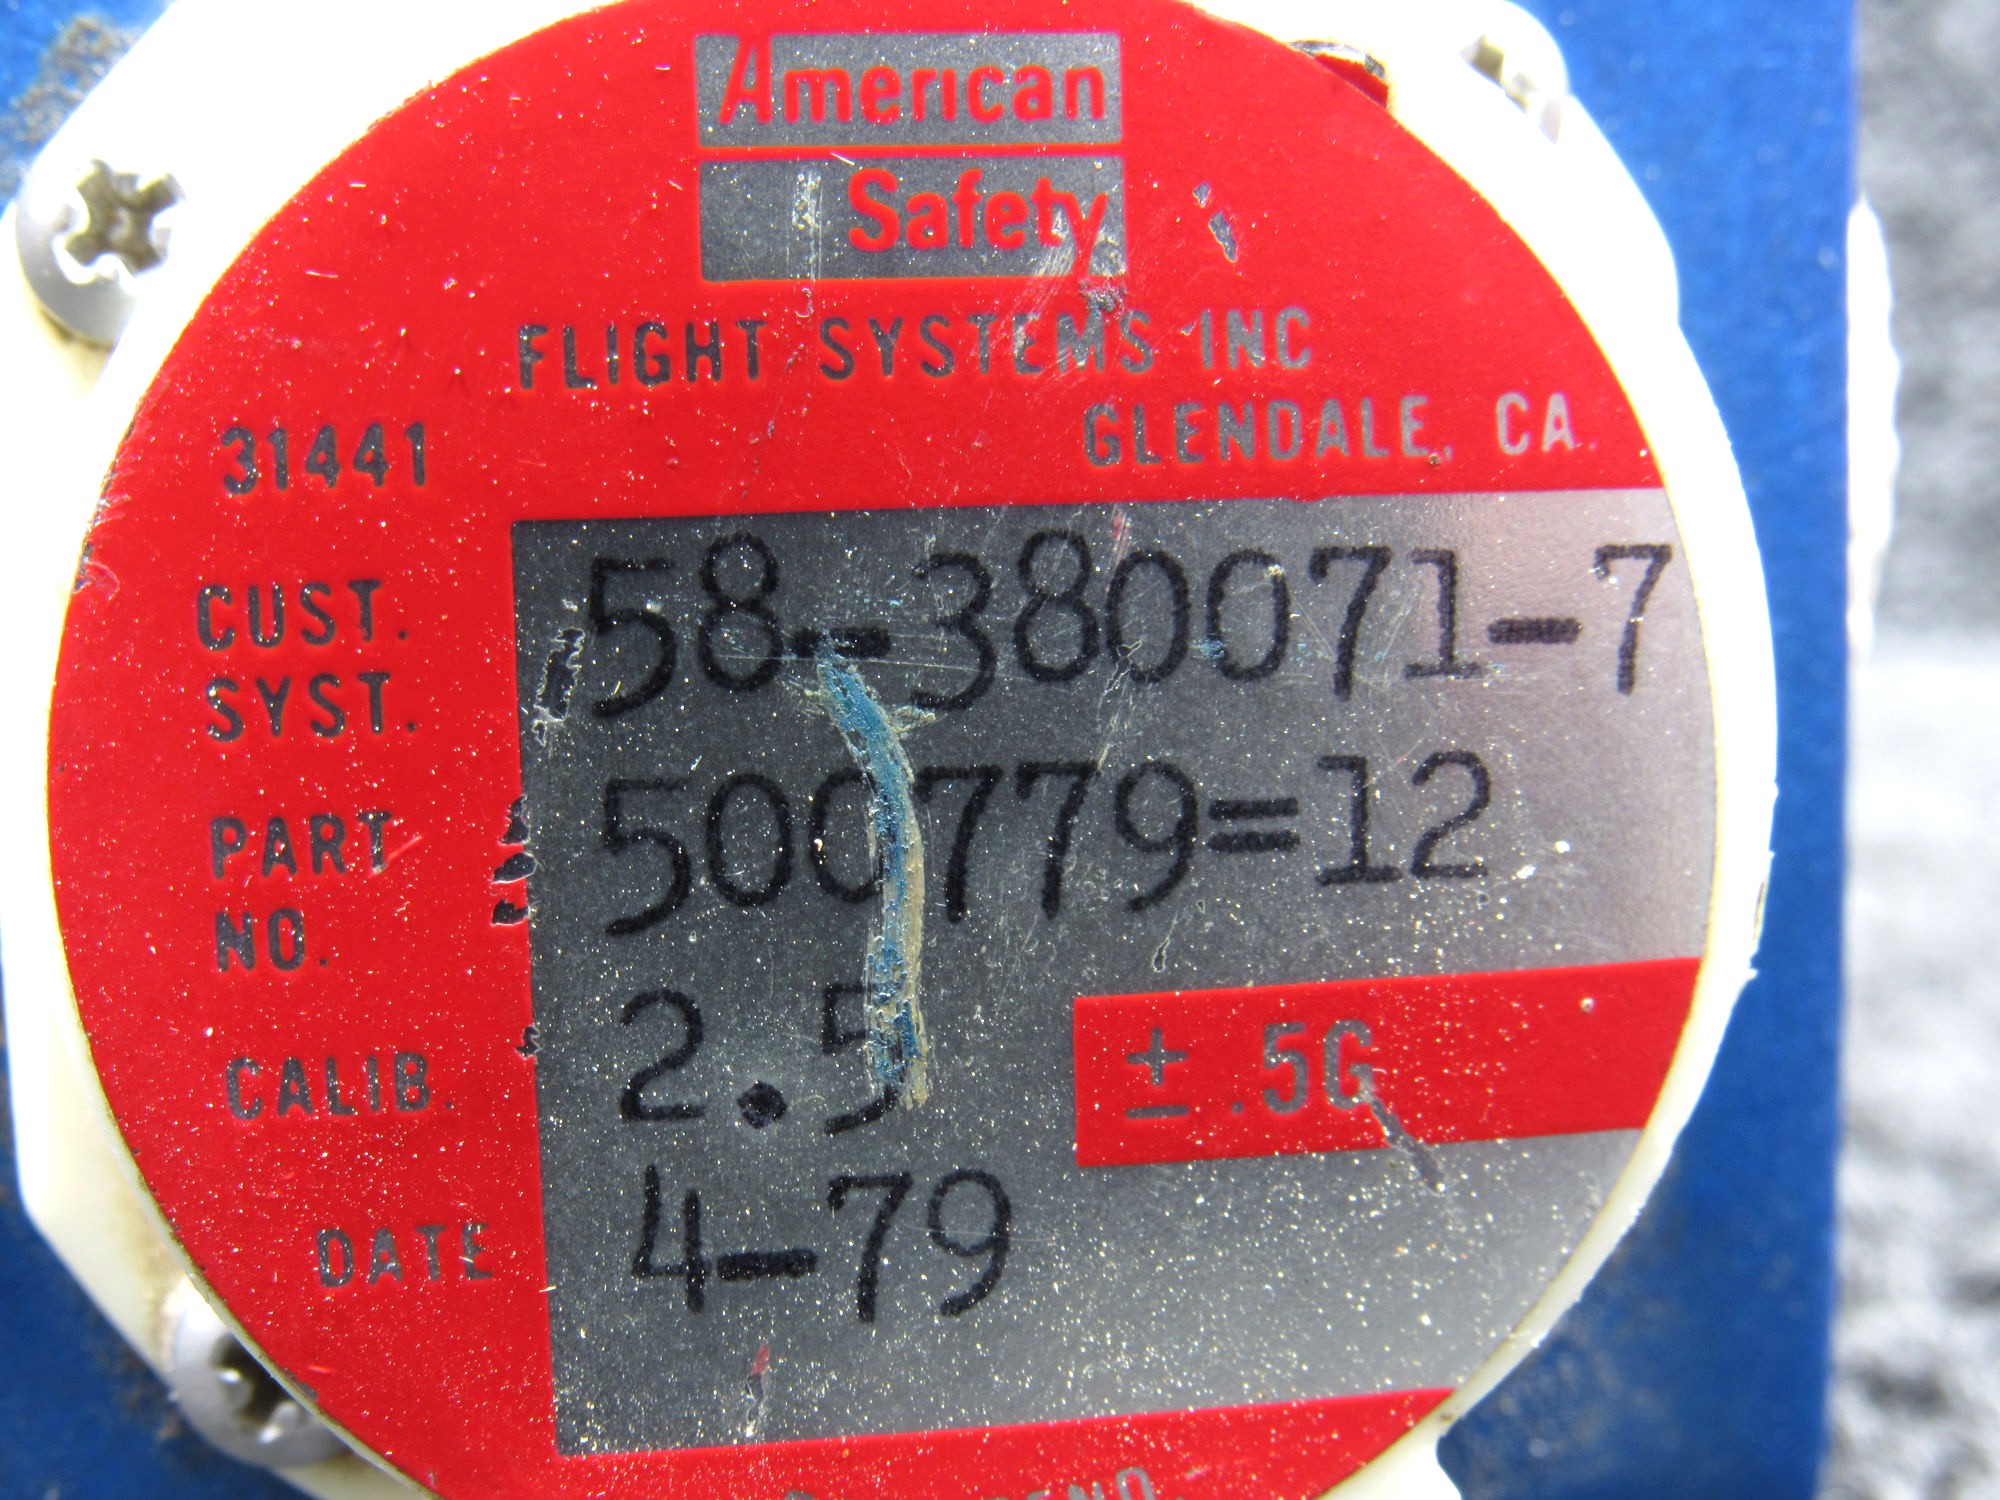 American
Safety
FLIGHT SYSTEMS INC
GLENDALE, CA.
31441
CUST. SYST. 58-380071-7
PART NO. 500779=12
CALIB. 2.5 ± .5G
DATE 4-79